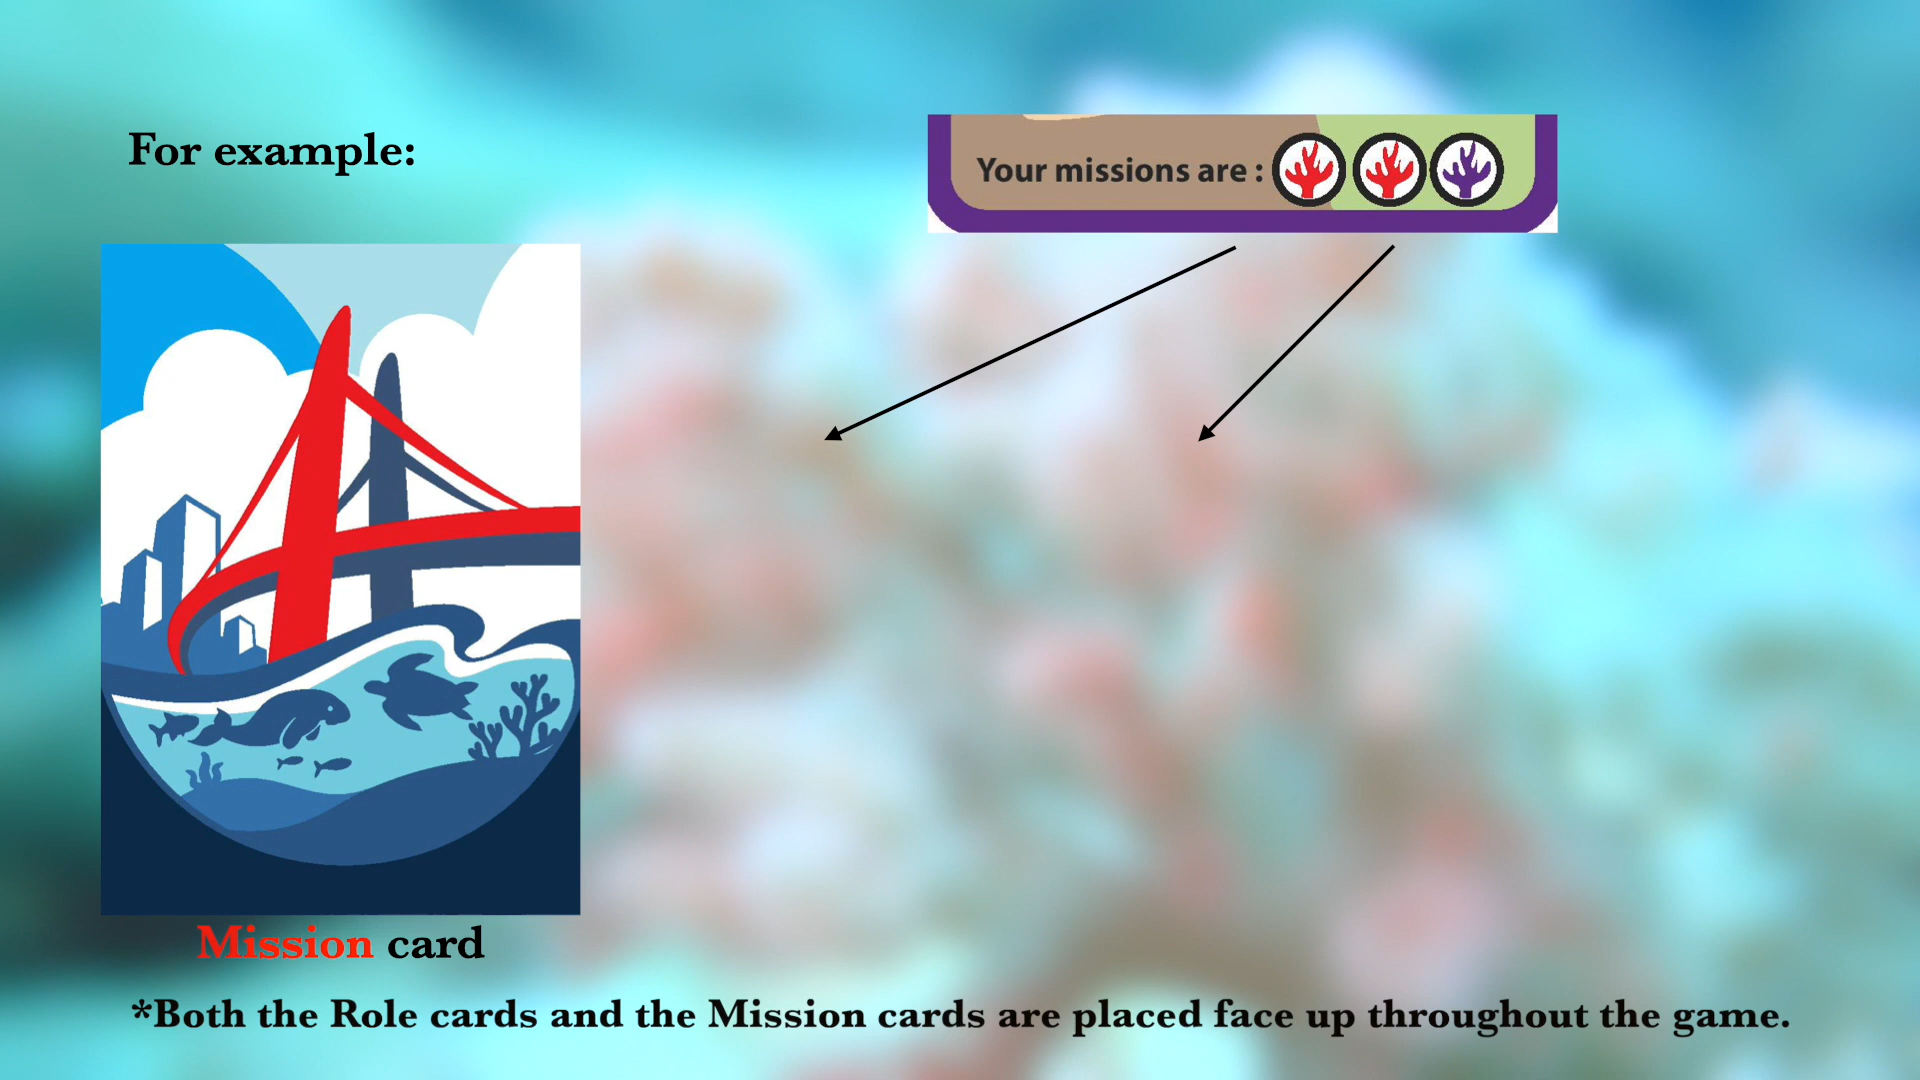 For example:
Your missions are :
Mission card
*Both the Role cards and the Mission cards are placed face up throughout the game.